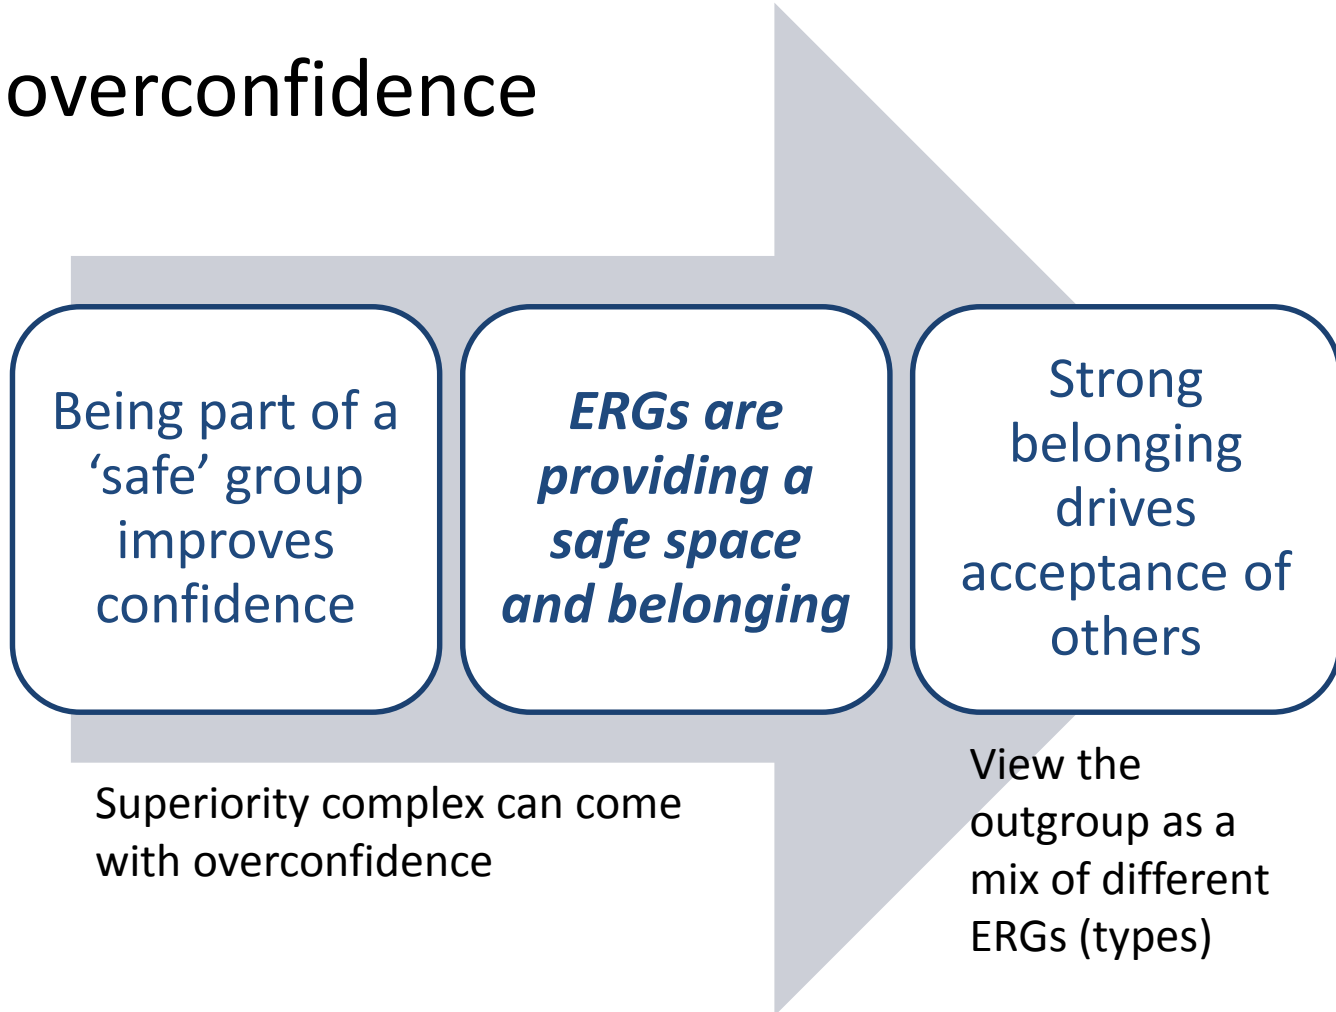 overconfidence
Being part of a
‘safe’ group
improves
confidence
ERGs are
providing a
safe space
and belonging
Strong
belonging
drives
acceptance of
others
Superiority complex can come
with overconfidence
View the
outgroup as a
mix of different
ERGs (types)